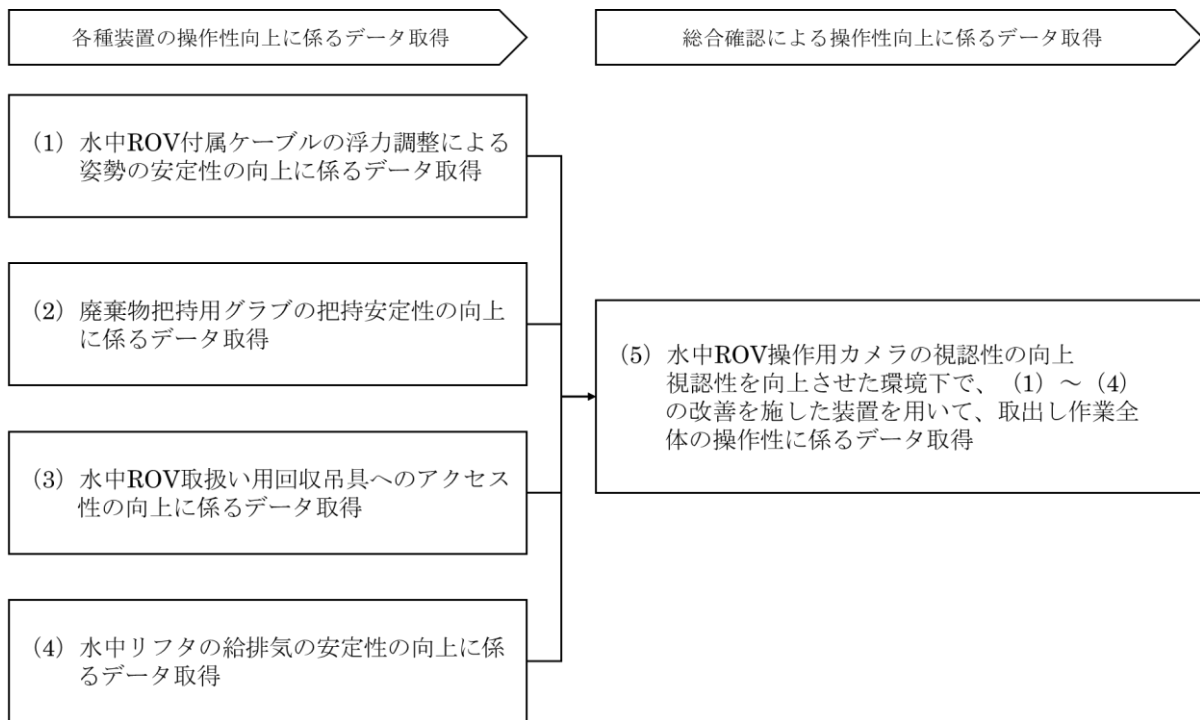 各種装置の操作性向上に係るデータ取得
総合確認による操作性向上に係るデータ取得
(1) 水中ROV付属ケーブルの浮力調整による
姿勢の安定性の向上に係るデータ取得
(2) 廃棄物把持用グラブの把持安定性の向上
に係るデータ取得
(3) 水中ROV取扱い用回収吊具へのアクセス
性の向上に係るデータ取得
(4) 水中リフタの給排気の安定性の向上に係
るデータ取得
(5) 水中ROV操作用カメラの視認性の向上
視認性を向上させた環境下で、(1)～(4)
の改善を施した装置を用いて、取出し作業全
体の操作性に係るデータ取得